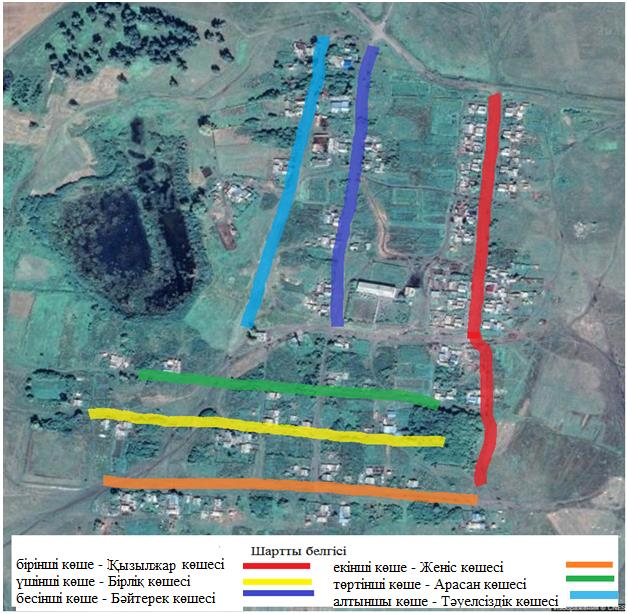 Шартты белгісі
бірінші көше - Қызылжар көшесі
екінші көше - Жеңіс көшесі
үшінші көше - Бірлік көшесі
төртінші көше - Арасан көшесі
бесінші көше - Бәйтерек көшесі
алтыншы көше - Тәуелсіздік көшесі